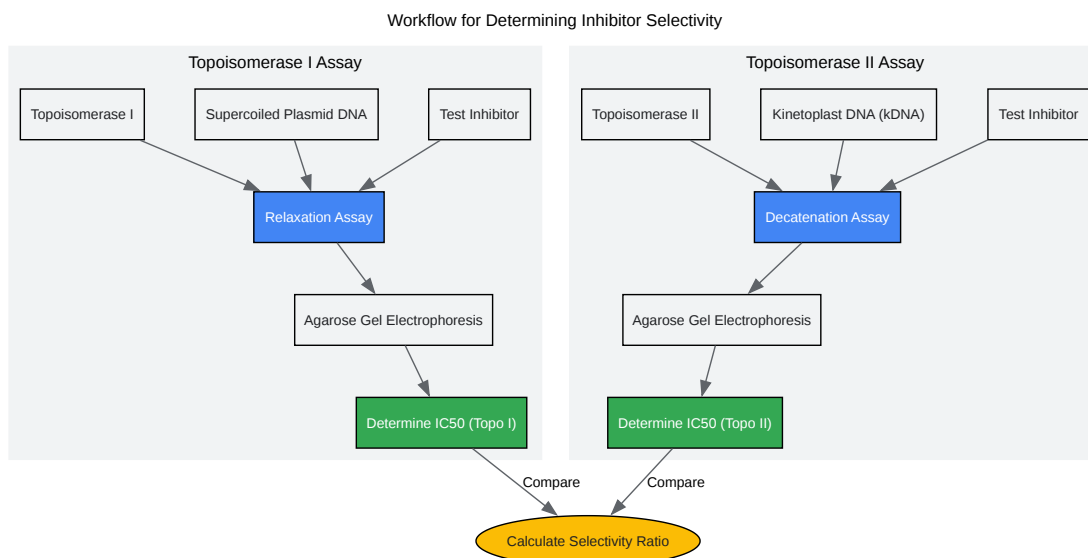 Workflow for Determining Inhibitor Selectivity
Topoisomerase I Assay
Topoisomerase I
Supercoiled Plasmid DNA
Test Inhibitor
Relaxation Assay
Agarose Gel Electrophoresis
Determine IC50 (Topo I)
Topoisomerase II Assay
Topoisomerase II
Kinetoplast DNA (kDNA)
Test Inhibitor
Decatenation Assay
Agarose Gel Electrophoresis
Determine IC50 (Topo II)
Compare
Compare
Calculate Selectivity Ratio